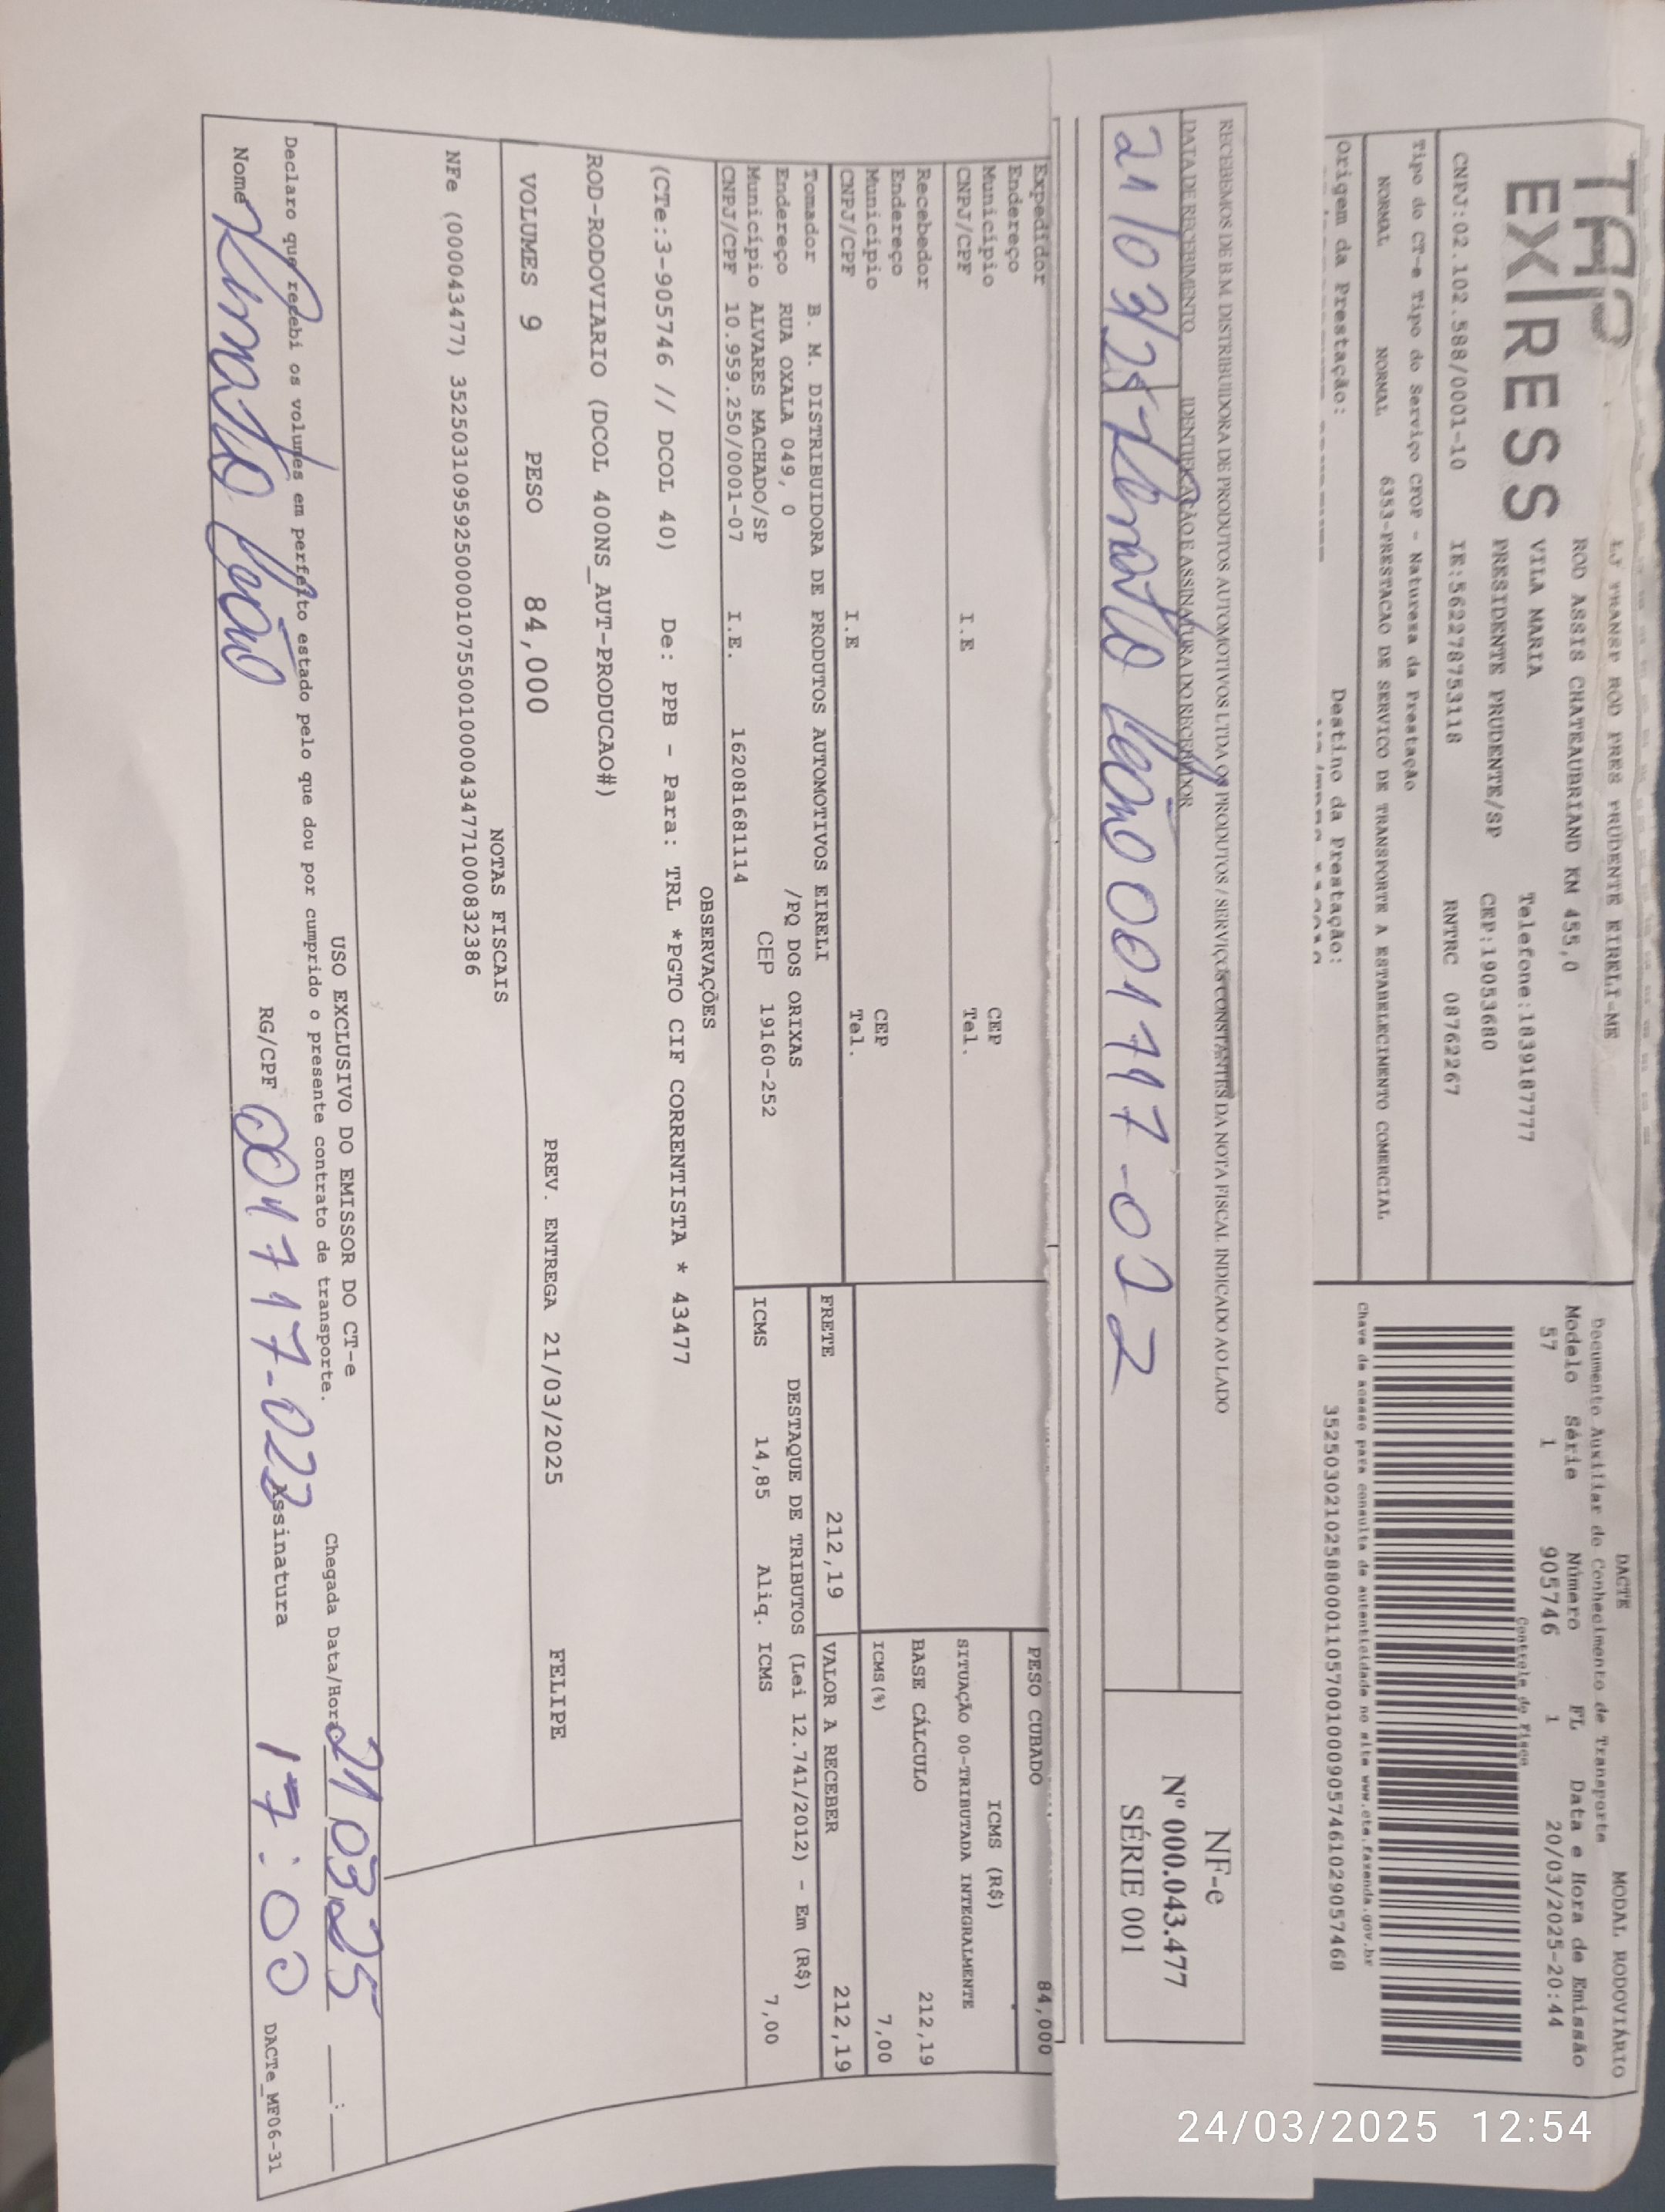 TAP
EXPRESS
LJ TRANSP ROD PRES PRUDENTE EIRELI-ME
ROD ASSIS CHATEAUBRIAND KM 455,0
VILA MARIA Telefone:1839187777
PRESIDENTE PRUDENTE/SP CEP:19053680
CNPJ:02.102.588/0001-10 IE:562278753118 RNTRC 08762267
Tipo do CT-e Tipo do Serviço CFOP - Natureza da Prestação
NORMAL NORMAL 6353-PRESTACAO DE SERVICO DE TRANSPORTE A ESTABELECIMENTO COMERCIAL
Origem da Prestação: Destino da Prestação:
DACTE MODAL RODOVIÁRIO
Documento Auxiliar do Conhecimento de Transporte
Modelo Série Número FL Data e Hora de Emissão
57 1 905746 1 20/03/2025-20:44
Controle do Fisco
Chave de acesso para consulta de autenticidade no site www.cte.fazenda.gov.br
35250302102588000110570010009057461029057468
RECEBEMOS DE B.M. DISTRIBUIDORA DE PRODUTOS AUTOMOTIVOS LTDA OS PRODUTOS / SERVIÇOS CONSTANTES DA NOTA FISCAL INDICADO AO LADO
DATA DE RECEBIMENTO IDENTIFICAÇÃO E ASSINATURA DO RECEBEDOR
21/03/25 Leão 001717-022
NF-e
Nº 000.043.477
SÉRIE 001
Expedidor
Endereço
Município CEP
CNPJ/CPF I.E Tel.
Recebedor
Endereço
Município CEP
CNPJ/CPF I.E Tel.
PESO CUBADO 84,000
ICMS (R$)
SITUAÇÃO 00-TRIBUTADA INTEGRALMENTE
BASE CÁLCULO 212,19
ICMS(%) 7,00
Tomador B. M. DISTRIBUIDORA DE PRODUTOS AUTOMOTIVOS EIRELI
Endereço RUA OXALA 049, 0 /PQ DOS ORIXAS
Município ALVARES MACHADO/SP CEP 19160-252
CNPJ/CPF 10.959.250/0001-07 I.E. 162081681114
FRETE 212,19 VALOR A RECEBER 212,19
DESTAQUE DE TRIBUTOS (Lei 12.741/2012) - Em (R$)
ICMS 14,85 Aliq. ICMS 7,00
OBSERVAÇÕES
(CTe:3-905746 // DCOL 40) De: PPB - Para: TRL *PGTO CIF CORRENTISTA * 43477
ROD-RODOVIARIO (DCOL 400NS_AUT-PRODUCAO#)
VOLUMES 9 PESO 84,000 PREV. ENTREGA 21/03/2025 FELIPE
NOTAS FISCAIS
NFe (000043477) 35250310959250000107550010000434771000832386
USO EXCLUSIVO DO EMISSOR DO CT-e
Declaro que recebi os volumes em perfeito estado pelo que dou por cumprido o presente contrato de transporte.
Chegada Data/Hora 21/03/25 __:__
Nome Leão RG/CPF 001717-022 Assinatura 17:00 DACTe_MF06-31
24/03/2025 12:54